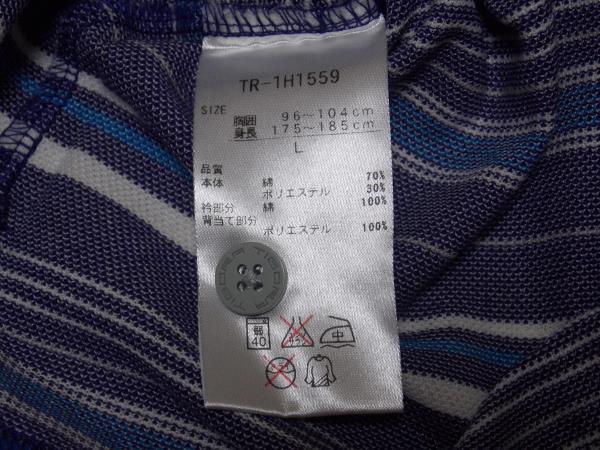 TR-1H1559
SIZE
胸囲 96～104cm
身長 175～185cm
L
品質
本体 綿 70%
ポリエステル 30%
衿部分 綿 100%
背当て部分
ポリエステル 100%
弱
40
中